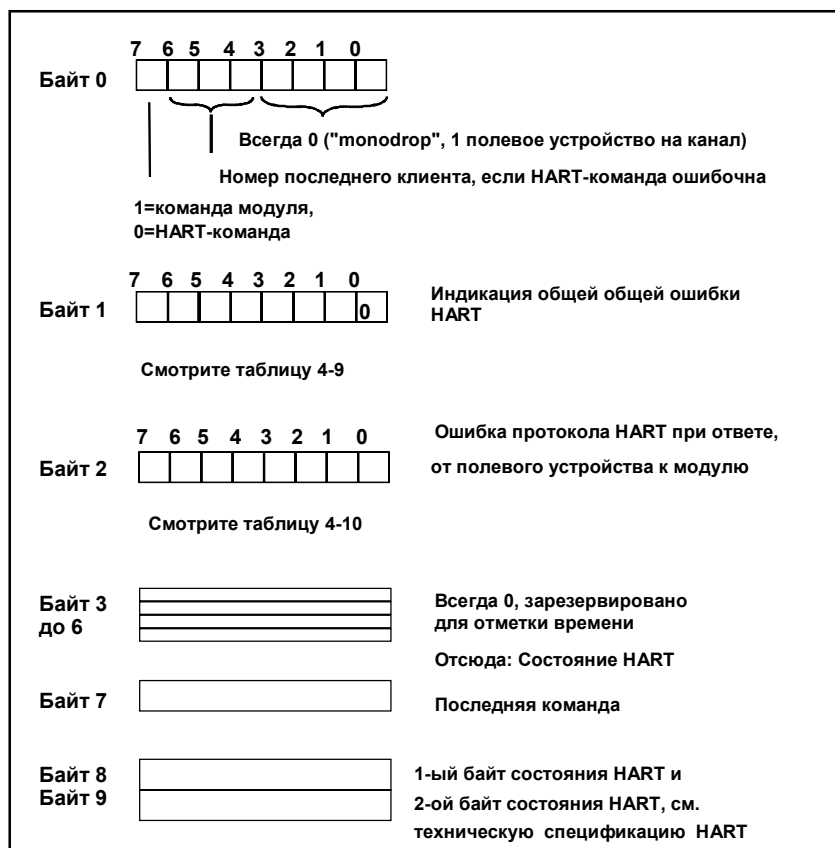 7 6 5 4 3 2 1 0
Байт 0
Всегда 0 ("monodrop", 1 полевое устройство на канал)
Номер последнего клиента, если HART-команда ошибочна
1=команда модуля,
0=HART-команда
7 6 5 4 3 2 1 0
Байт 1
0
Индикация общей общей ошибки
HART
Смотрите таблицу 4-9
7 6 5 4 3 2 1 0
Байт 2
Ошибка протокола HART при ответе,
от полевого устройства к модулю
Смотрите таблицу 4-10
Байт 3
до 6
Всегда 0, зарезервировано
для отметки времени
Отсюда: Состояние HART
Байт 7
Последняя команда
Байт 8
Байт 9
1-ый байт состояния HART и
2-ой байт состояния HART, см.
техническую спецификацию HART